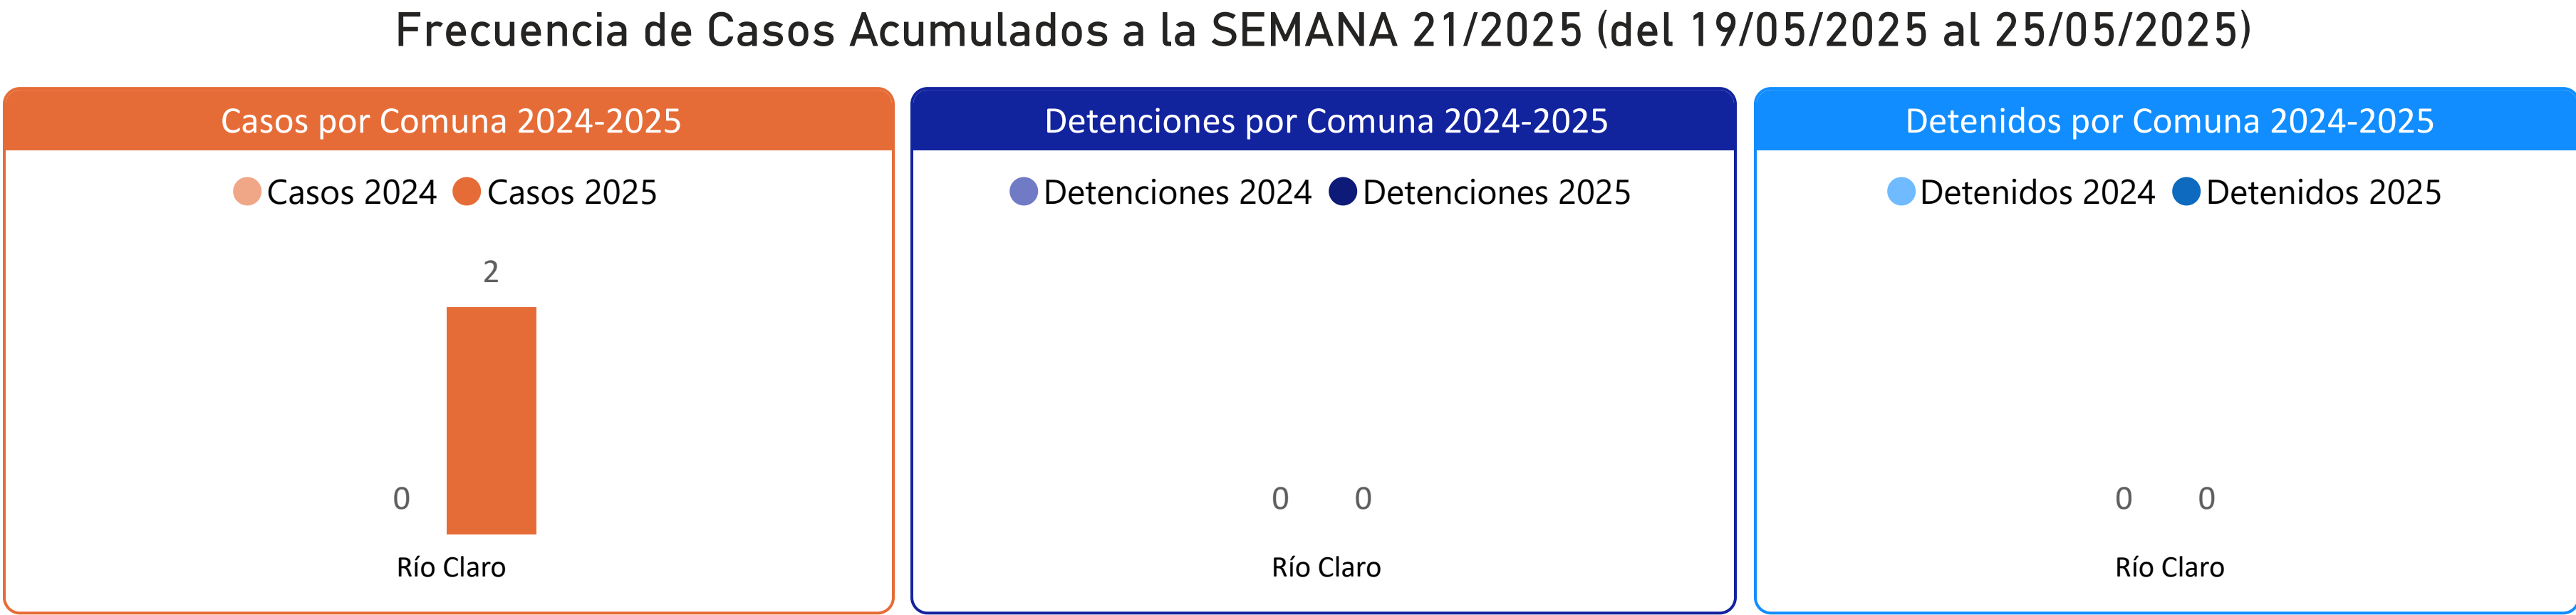 Frecuencia de Casos Acumulados a la SEMANA 21/2025 (del 19/05/2025 al 25/05/2025)
Casos por Comuna 2024-2025
Casos 2024 Casos 2025
0
2
Río Claro
Detenciones por Comuna 2024-2025
Detenciones 2024 Detenciones 2025
0 0
Río Claro
Detenidos por Comuna 2024-2025
Detenidos 2024 Detenidos 2025
0 0
Río Claro